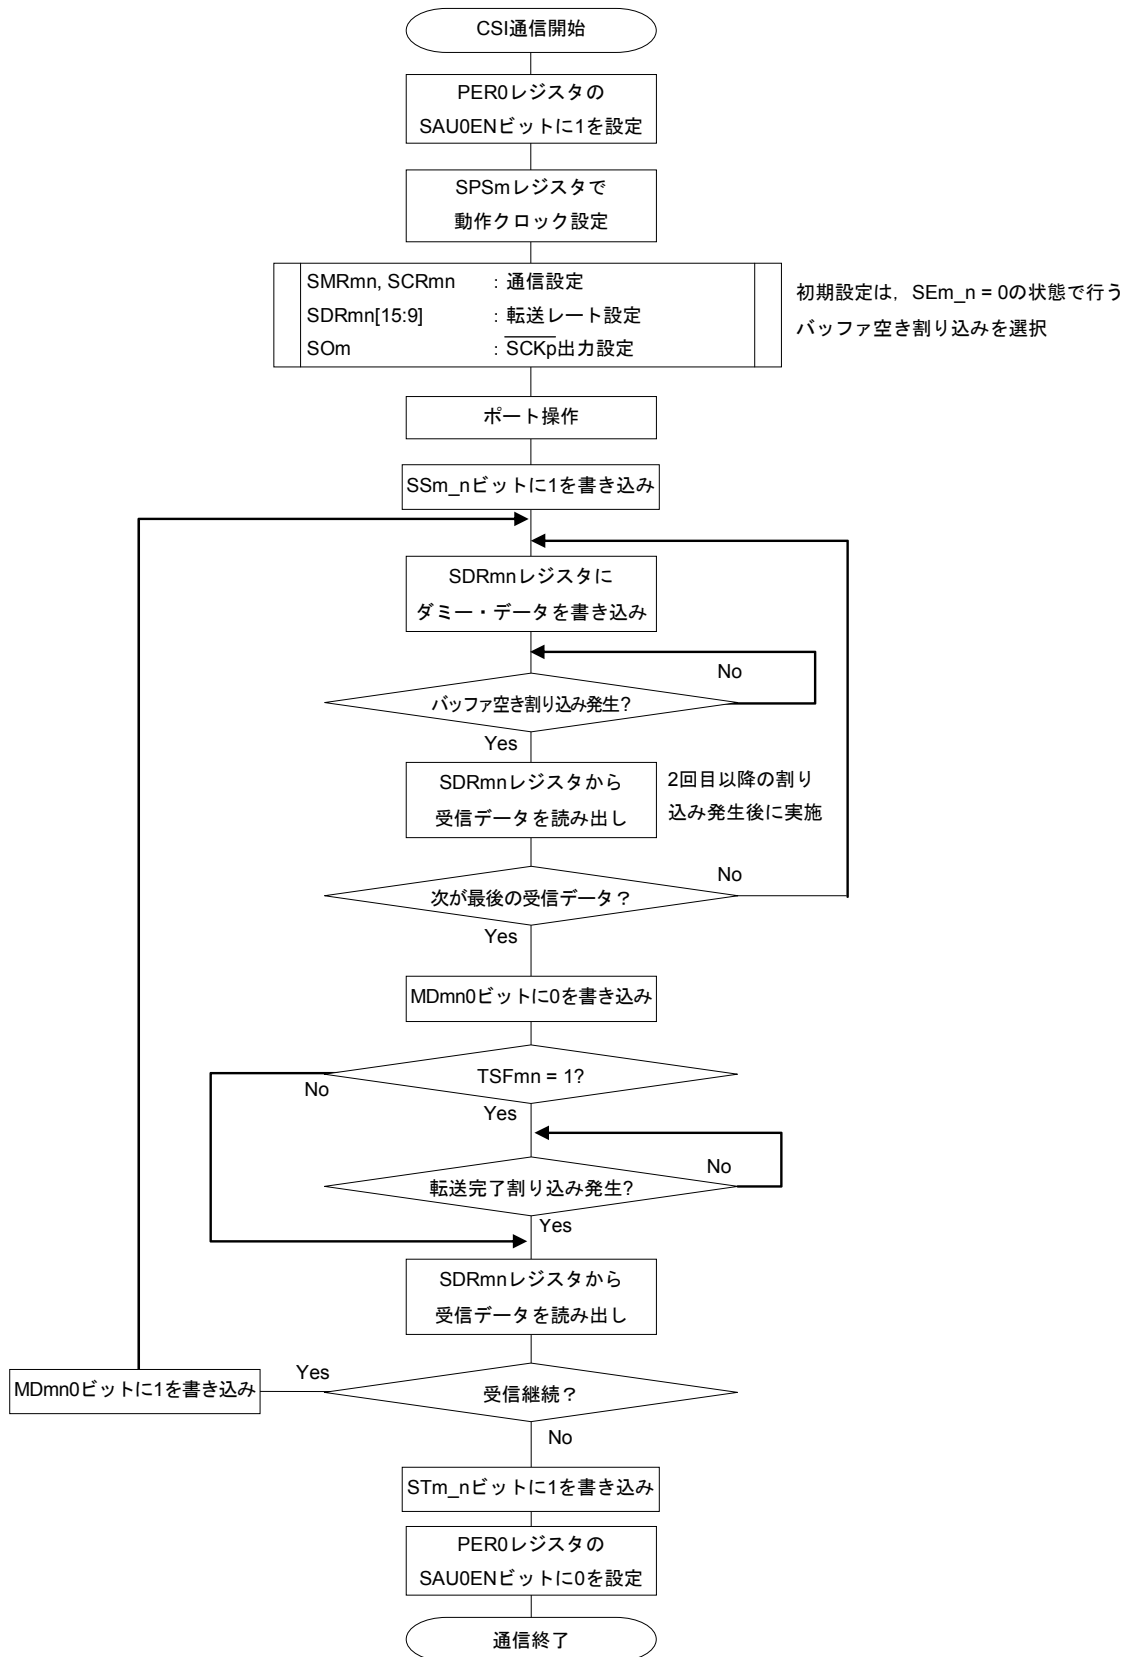 CSI通信開始
PER0レジスタの
SAU0ENビットに1を設定
SPSmレジスタで
動作クロック設定
SMRmn, SCRmn : 通信設定
SDRmn[15:9] : 転送レート設定
SOm : SCKp出力設定
初期設定は，SEm_n = 0の状態で行う
バッファ空き割り込みを選択
ポート操作
SSm_nビットに1を書き込み
SDRmnレジスタに
ダミー・データを書き込み
No
バッファ空き割り込み発生？
Yes
SDRmnレジスタから
受信データを読み出し
2回目以降の割り
込み発生後に実施
No
次が最後の受信データ？
Yes
MDmn0ビットに0を書き込み
TSFmn = 1?
No
Yes
No
転送完了割り込み発生?
Yes
SDRmnレジスタから
受信データを読み出し
Yes
MDmn0ビットに1を書き込み
受信継続？
No
STm_nビットに1を書き込み
PER0レジスタの
SAU0ENビットに0を設定
通信終了